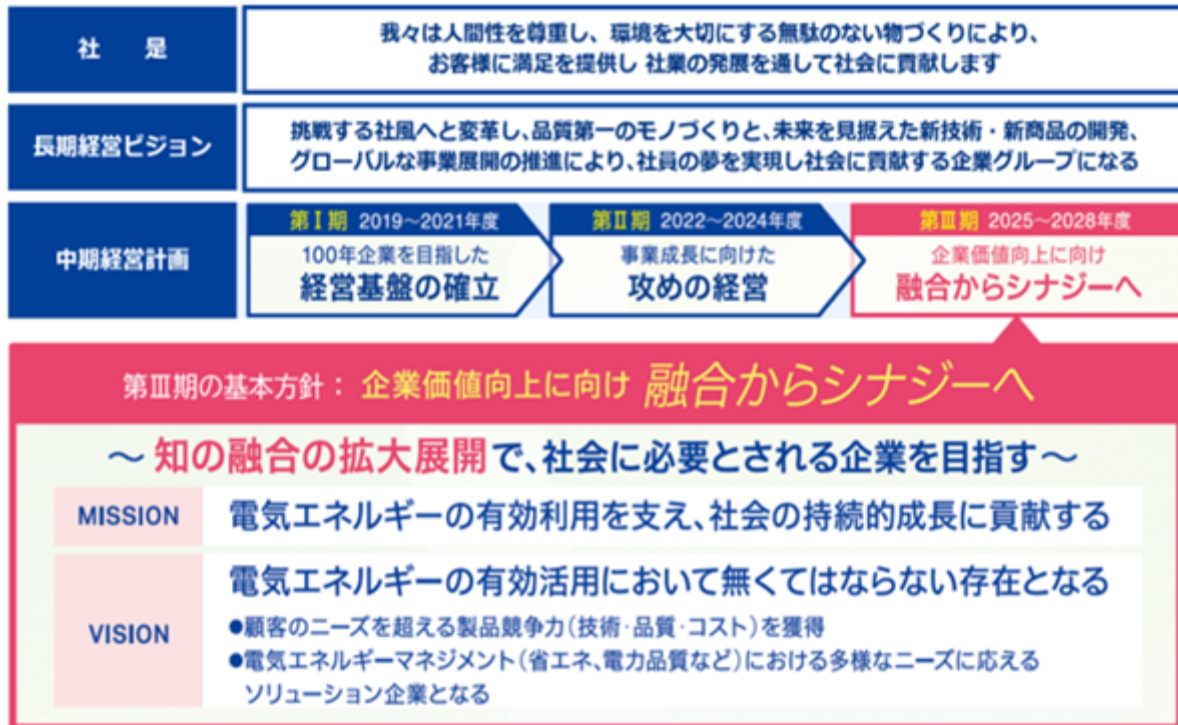 社 是
我々は人間性を尊重し、環境を大切にする無駄のない物づくりにより、
お客様に満足を提供し 社業の発展を通して社会に貢献します
長期経営ビジョン
挑戦する社風へと変革し、品質第一のモノづくりと、未来を見据えた新技術・新商品の開発、
グローバルな事業展開の推進により、社員の夢を実現し社会に貢献する企業グループになる
中期経営計画
第Ⅰ期 2019～2021年度
100年企業を目指した
経営基盤の確立
第Ⅱ期 2022～2024年度
事業成長に向けた
攻めの経営
第Ⅲ期 2025～2028年度
企業価値向上に向け
融合からシナジーへ
第Ⅲ期の基本方針： 企業価値向上に向け 融合からシナジーへ
～ 知の融合の拡大展開で、社会に必要とされる企業を目指す～
MISSION
電気エネルギーの有効利用を支え、社会の持続的成長に貢献する
VISION
電気エネルギーの有効活用において無くてはならない存在となる
●顧客のニーズを超える製品競争力(技術・品質・コスト)を獲得
●電気エネルギーマネジメント(省エネ、電力品質など)における多様なニーズに応える
ソリューション企業となる